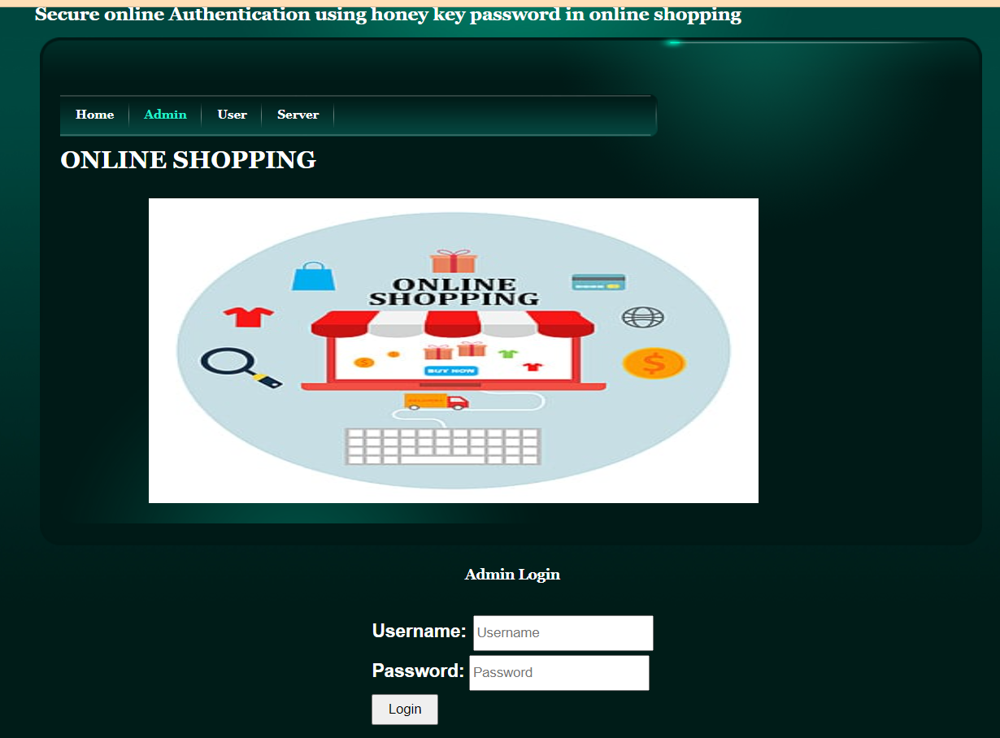 Secure online Authentication using honey key password in online shopping
Home Admin User Server
ONLINE SHOPPING
ONLINE
SHOPPING
BUY NOW
Admin Login
Username: Username
Password: Password
Login